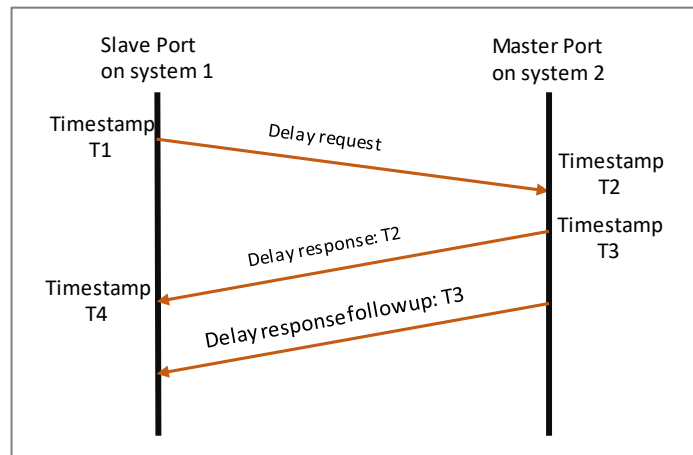 Slave Port
on system 1
Master Port
on system 2
Timestamp
T1
Delay request
Timestamp
T2
Delay response: T2
Timestamp
T3
Timestamp
T4
Delay response followup: T3